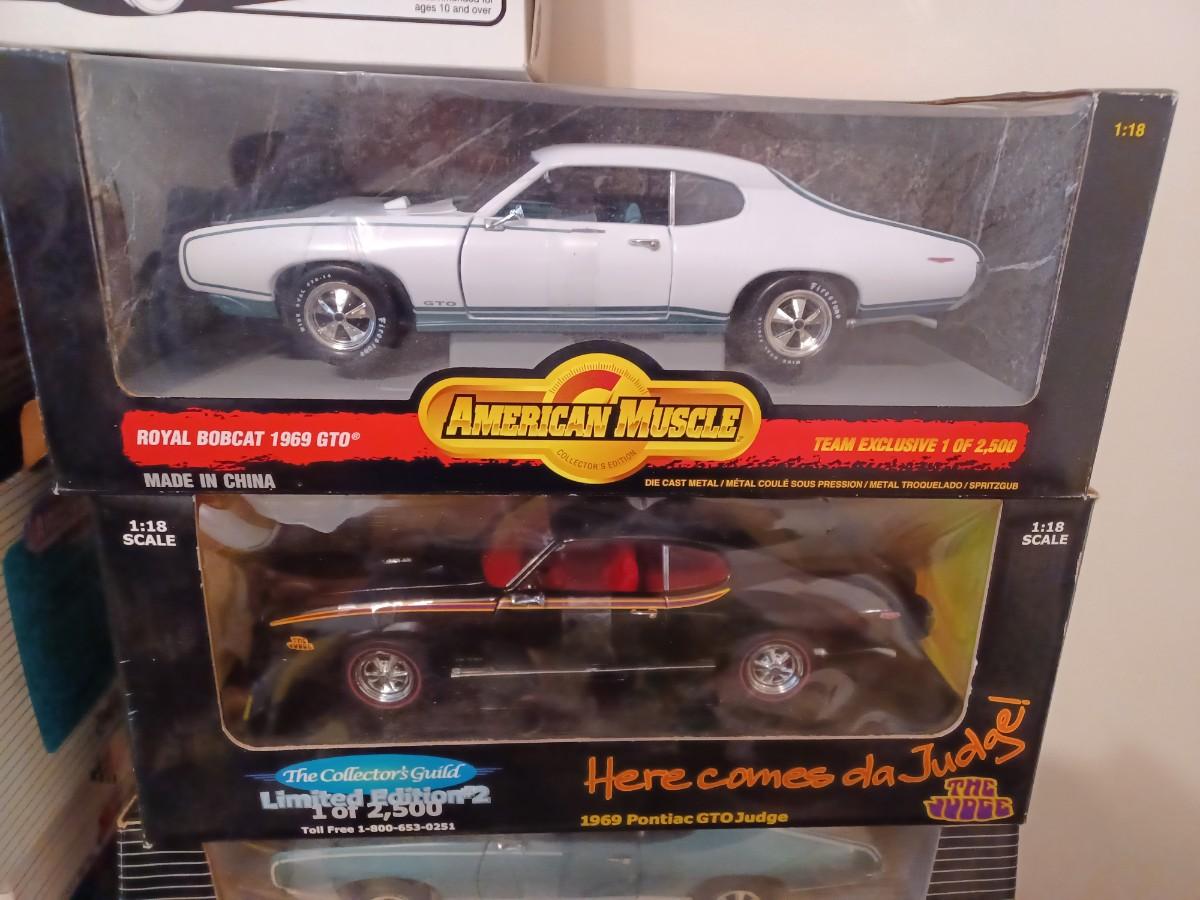 ages 10 and over
1:18
GTO
Firestone
Firestone
AMERICAN MUSCLE
COLLECTOR'S EDITION
ROYAL BOBCAT 1969 GTO®
TEAM EXCLUSIVE 1 OF 2,500
MADE IN CHINA
DIE CAST METAL / MÉTAL COULÉ SOUS PRESSION / METAL TROQUELADO / SPRITZGUB
1:18
SCALE
1:18
SCALE
THE
JUDGE
The Collector's Guild
Limited Edition #2
1 of 2,500
Toll Free 1-800-653-0251
Here comes da Judge!
THE
JUDGE
1969 Pontiac GTO Judge